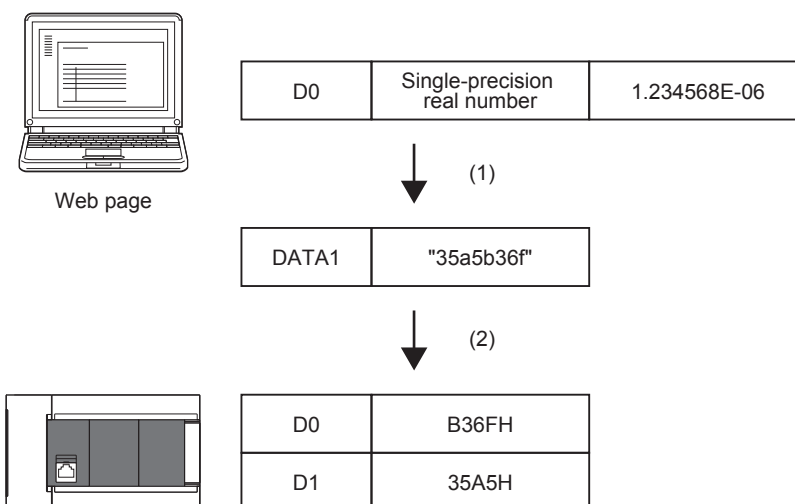 D0
Single-precision
real number
1.234568E-06
(1)
Web page
DATA1
"35a5b36f"
(2)
D0
B36FH
D1
35A5H